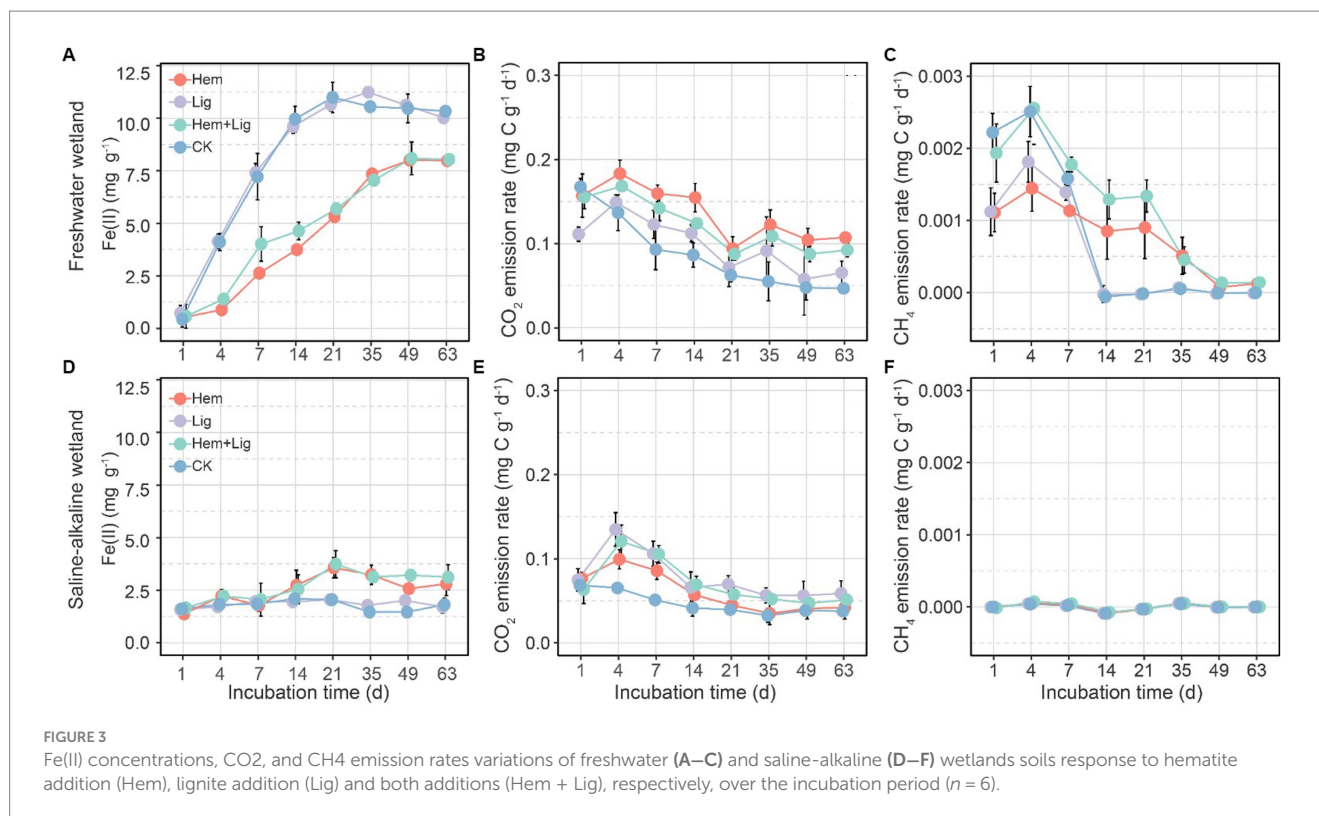 A
Freshwater wetland
Fe(II) (mg g-1)
12.5
10.0
7.5
5.0
2.5
0.0
Hem
Lig
Hem+Lig
CK
1 4 7 14 21 35 49 63
B
CO2 emission rate (mg C g-1 d-1)
0.3
0.2
0.1
0.0
1 4 7 14 21 35 49 63
C
CH4 emission rate (mg C g-1 d-1)
0.003
0.002
0.001
0.000
1 4 7 14 21 35 49 63
D
Saline-alkaline wetland
Fe(II) (mg g-1)
12.5
10.0
7.5
5.0
2.5
0.0
Hem
Lig
Hem+Lig
CK
1 4 7 14 21 35 49 63
Incubation time (d)
E
CO2 emission rate (mg C g-1 d-1)
0.3
0.2
0.1
0.0
1 4 7 14 21 35 49 63
Incubation time (d)
F
CH4 emission rate (mg C g-1 d-1)
0.003
0.002
0.001
0.000
1 4 7 14 21 35 49 63
Incubation time (d)
FIGURE 3
Fe(II) concentrations, CO2, and CH4 emission rates variations of freshwater (A–C) and saline-alkaline (D–F) wetlands soils response to hematite
addition (Hem), lignite addition (Lig) and both additions (Hem + Lig), respectively, over the incubation period (n = 6).